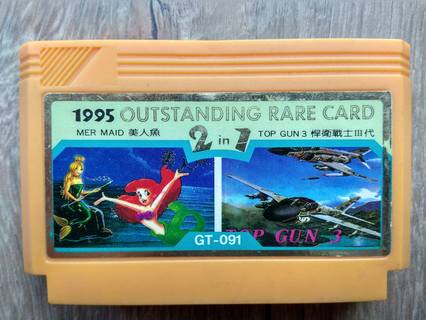 1995 OUTSTANDING RARE CARD
MER MAID 美人魚
2 in 1
TOP GUN 3 悍衛戰士III代
GT-091
TOP GUN 3